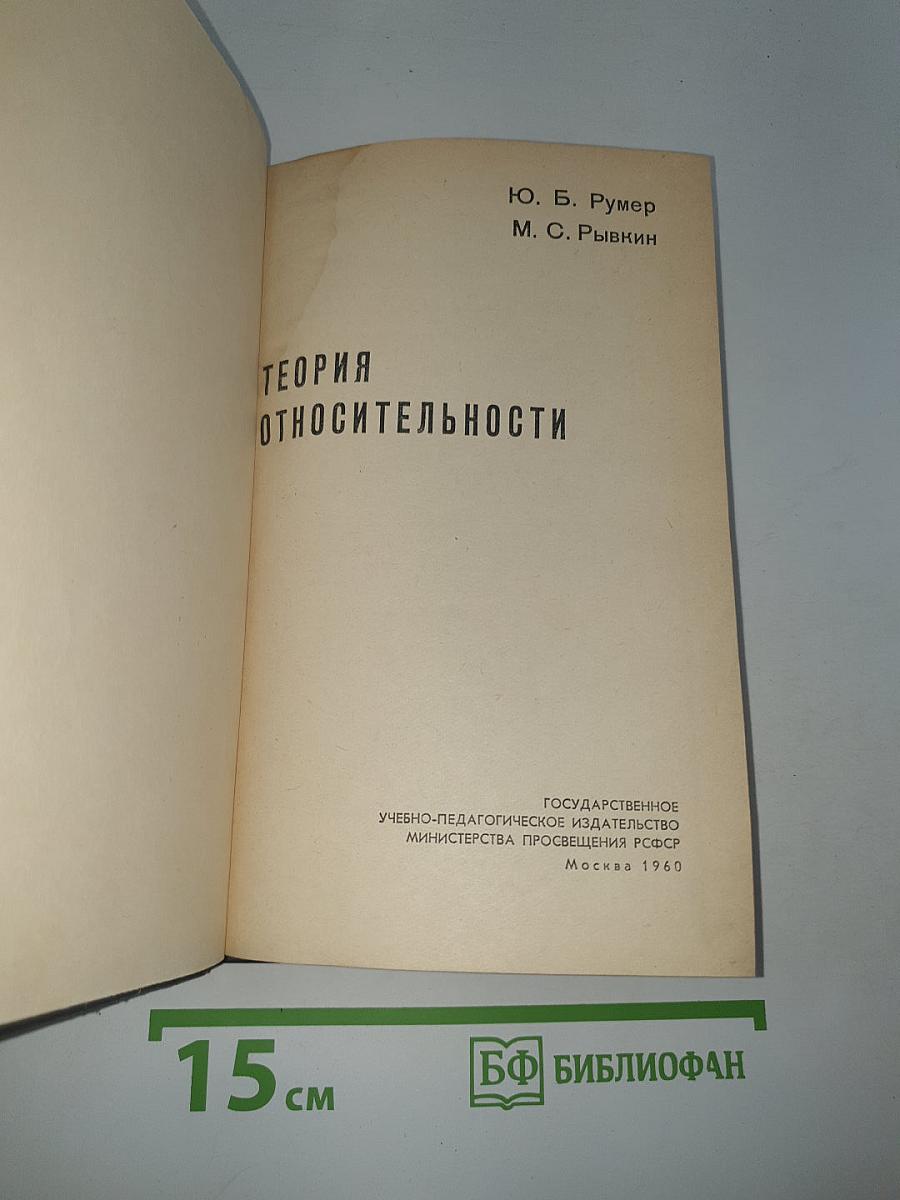 Ю. Б. Румер
М. С. Рывкин
ТЕОРИЯ
ОТНОСИТЕЛЬНОСТИ
ГОСУДАРСТВЕННОЕ
УЧЕБНО-ПЕДАГОГИЧЕСКОЕ ИЗДАТЕЛЬСТВО
МИНИСТЕРСТВА ПРОСВЕЩЕНИЯ РСФСР
Москва 1960
15 см
БФ БИБЛИОФАН